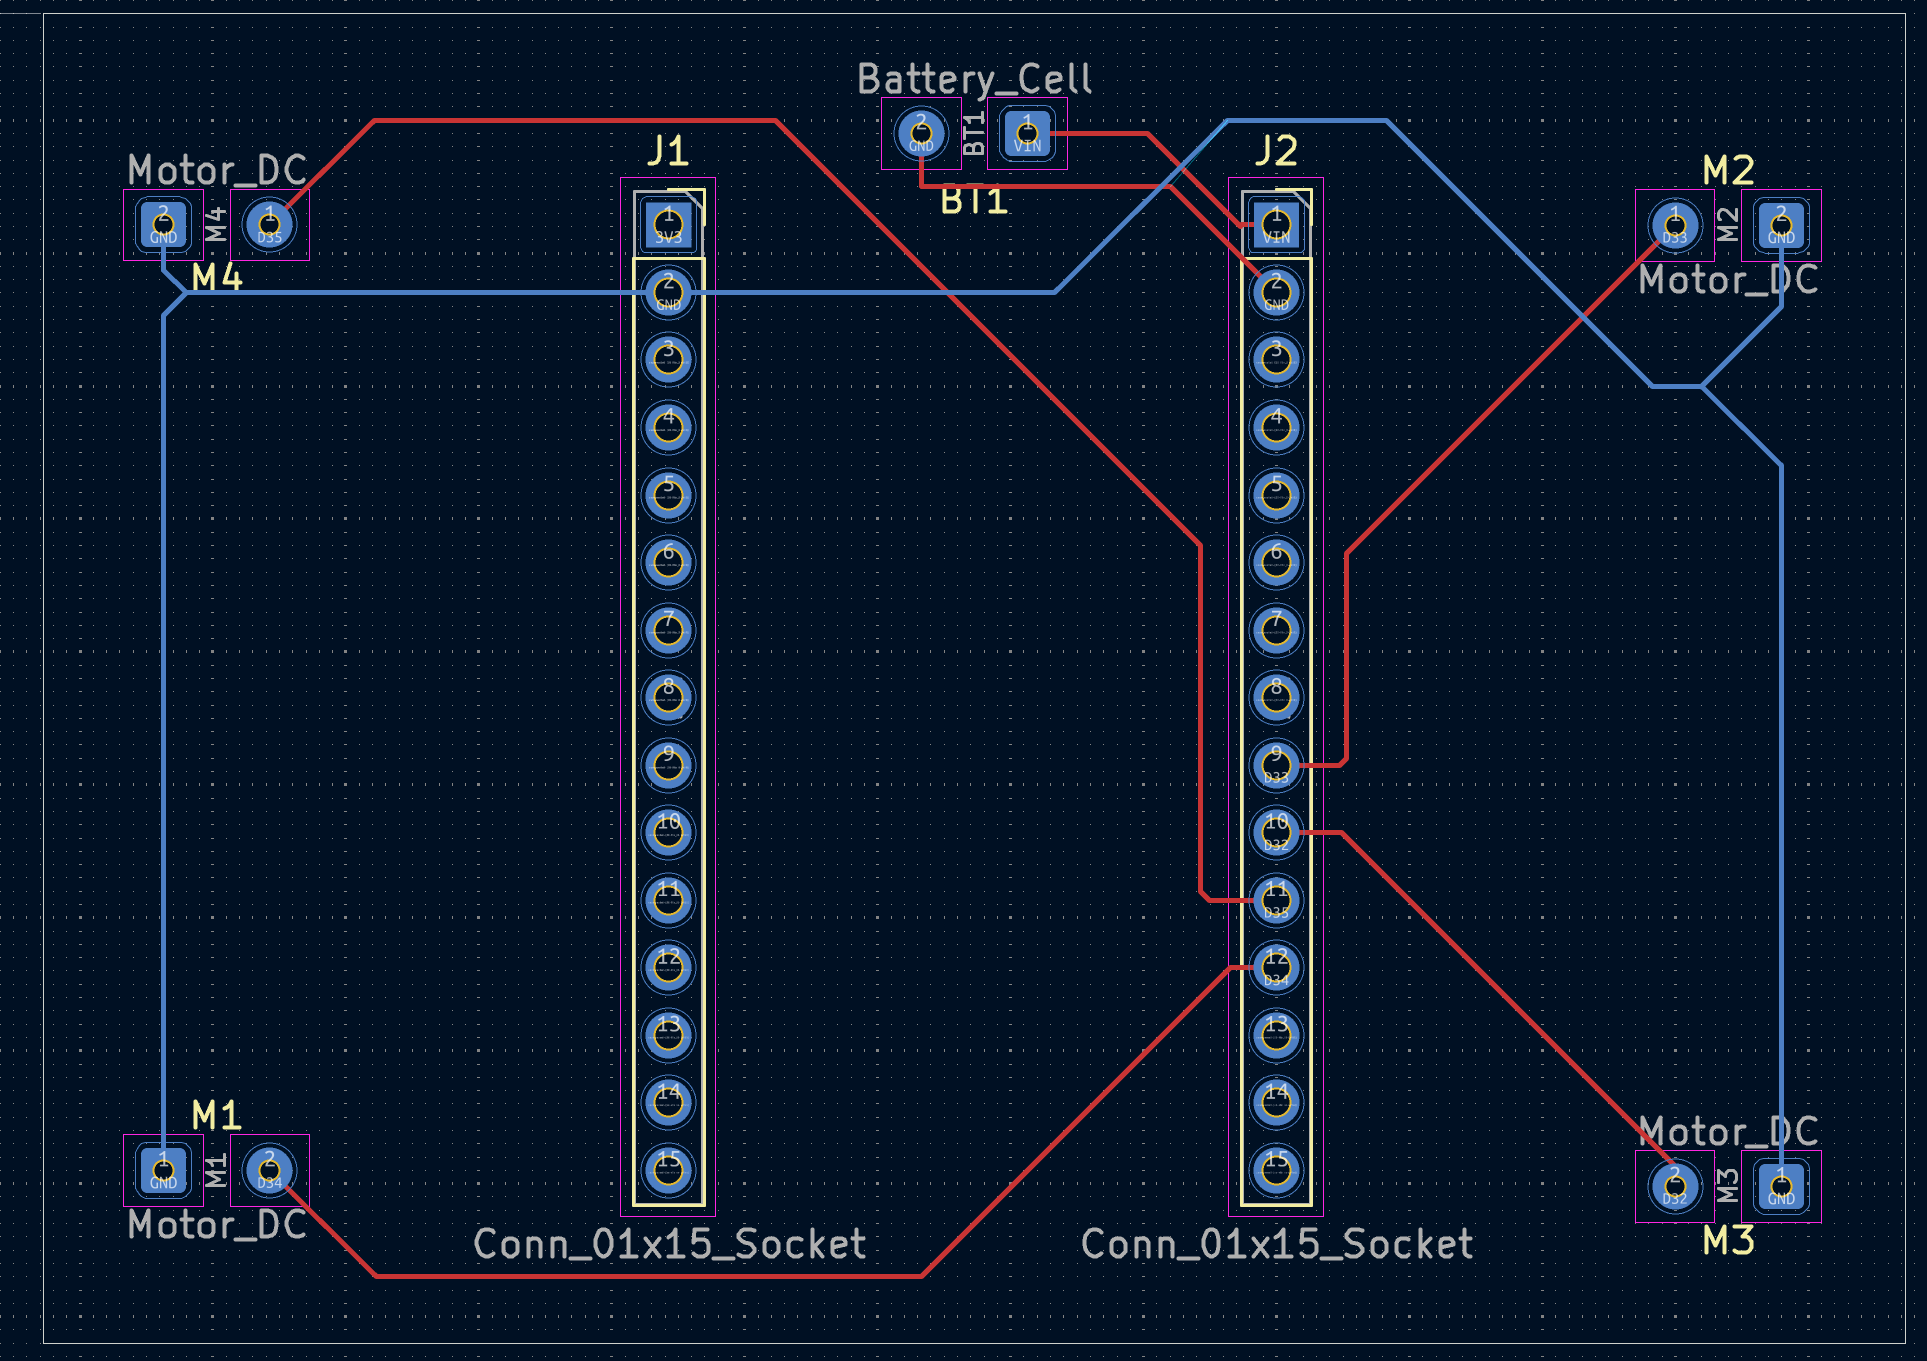 Battery_Cell
2
GND
BT1
1
VIN
BT1
Motor_DC
2
GND
M4
1
D35
M4
J1
1
3V3
2
GND
3
4
5
6
7
8
9
10
11
12
13
14
15
Conn_01x15_Socket
J2
1
VIN
2
GND
3
4
5
6
7
8
9
D33
10
D32
11
D35
12
D34
13
14
15
Conn_01x15_Socket
M2
1
D33
M2
2
GND
Motor_DC
M1
1
GND
M1
2
D34
Motor_DC
Motor_DC
2
D32
M3
1
GND
M3